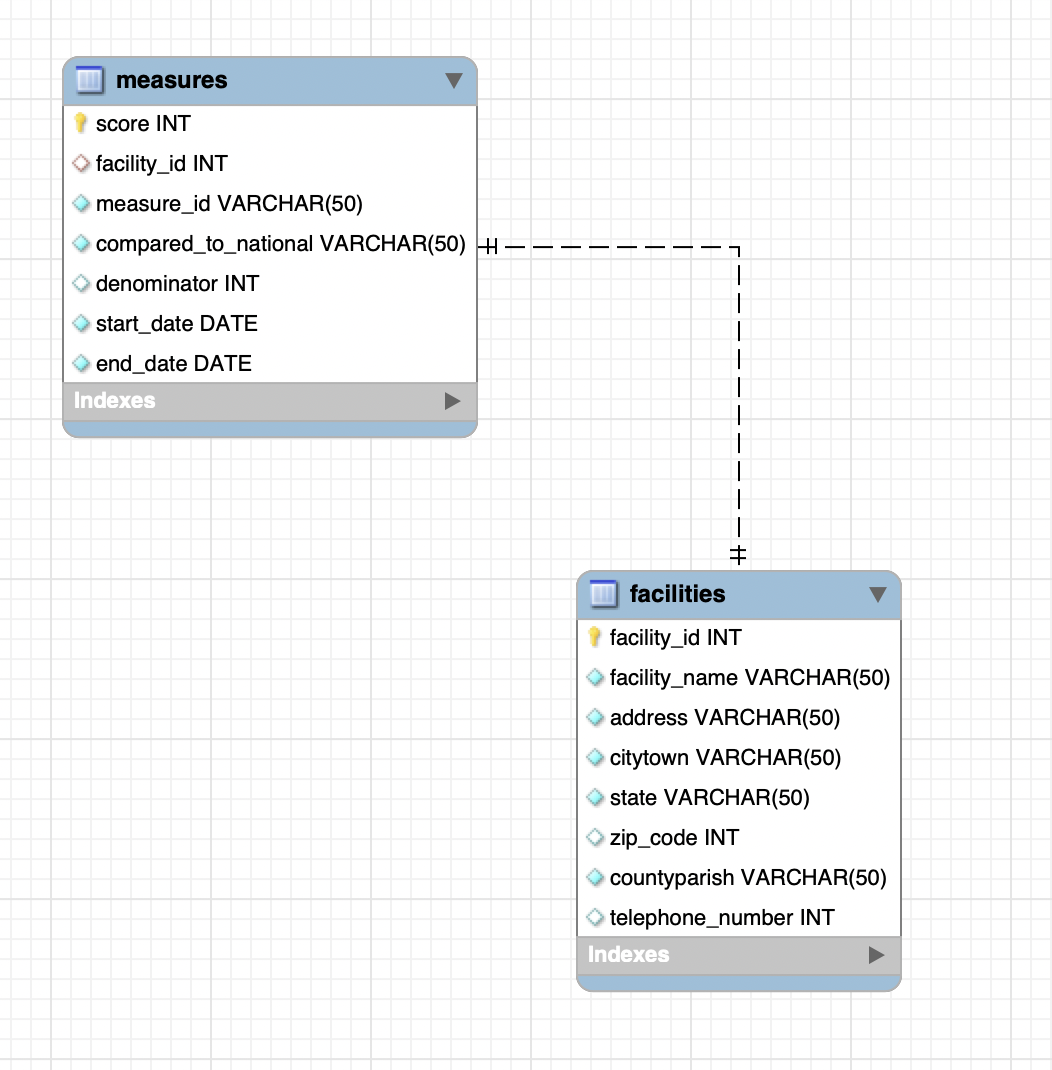 measures
score INT
facility_id INT
measure_id VARCHAR(50)
compared_to_national VARCHAR(50)
denominator INT
start_date DATE
end_date DATE
Indexes
facilities
facility_id INT
facility_name VARCHAR(50)
address VARCHAR(50)
citytown VARCHAR(50)
state VARCHAR(50)
zip_code INT
countyparish VARCHAR(50)
telephone_number INT
Indexes